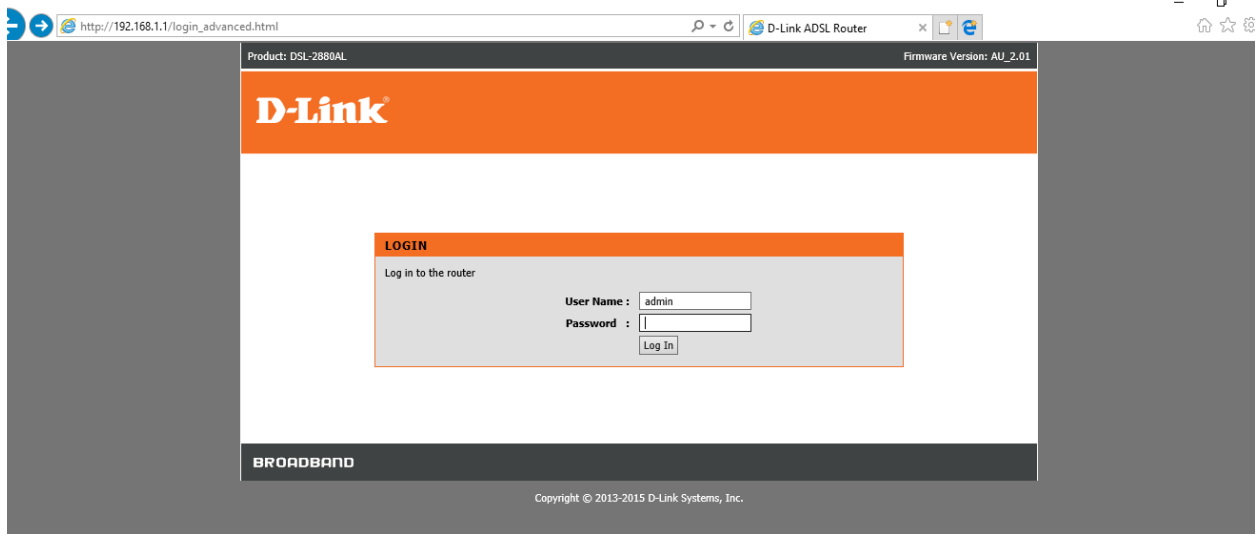 http://192.168.1.1/login_advanced.html
D-Link ADSL Router
Product: DSL-2880AL Firmware Version: AU_2.01
D-Link®
LOGIN
Log in to the router
User Name : admin
Password :
Log In
BROADBAND
Copyright © 2013-2015 D-Link Systems, Inc.